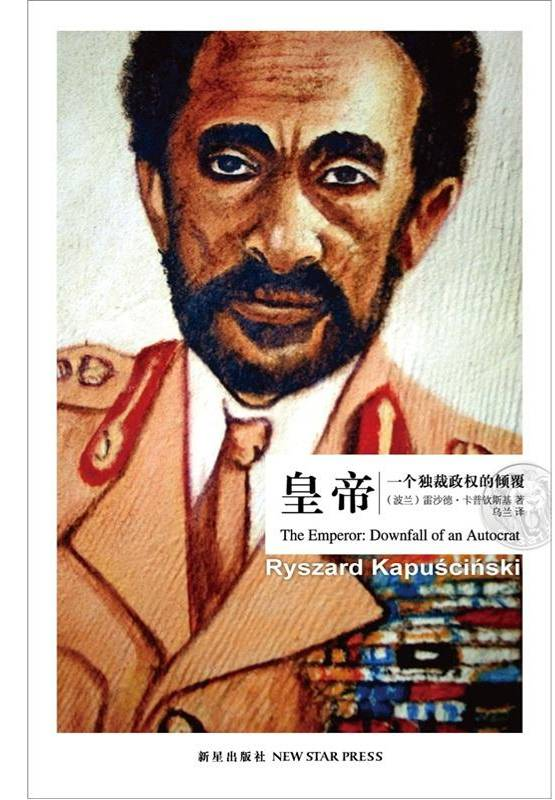 皇帝
一个独裁政权的倾覆
（波兰）雷沙德·卡普钦斯基 著
乌兰 译
The Emperor: Downfall of an Autocrat
Ryszard Kapuściński
新星出版社 NEW STAR PRESS